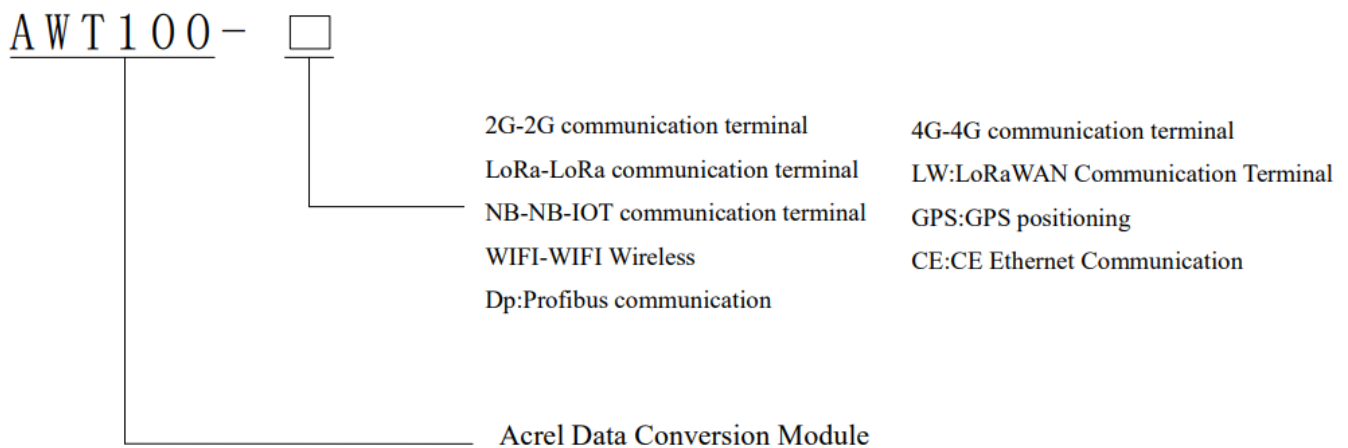 AWT100- □
2G-2G communication terminal
LoRa-LoRa communication terminal
NB-NB-IOT communication terminal
WIFI-WIFI Wireless
Dp:Profibus communication
4G-4G communication terminal
LW:LoRaWAN Communication Terminal
GPS:GPS positioning
CE:CE Ethernet Communication
Acrel Data Conversion Module